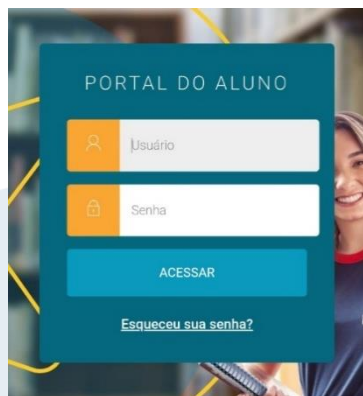 PORTAL DO ALUNO
Usuário
Senha
ACESSAR
Esqueceu sua senha?